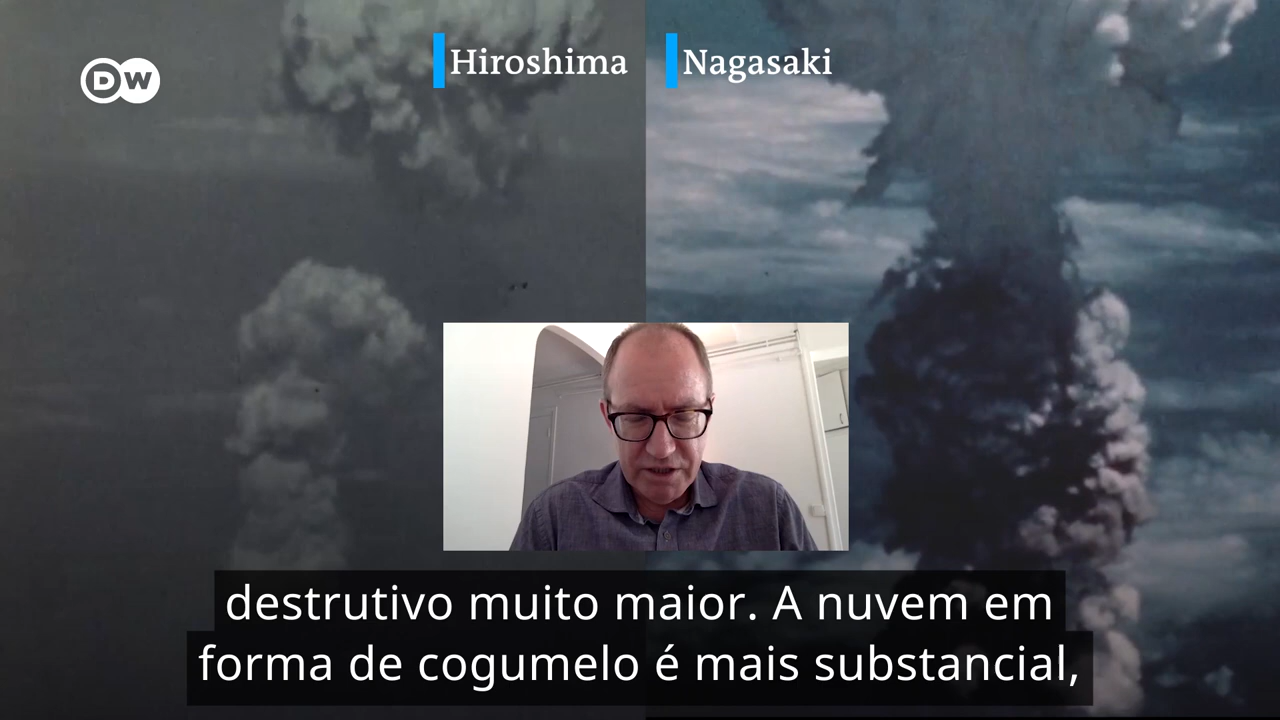 DW
Hiroshima
Nagasaki
destrutivo muito maior. A nuvem em
forma de cogumelo é mais substancial,